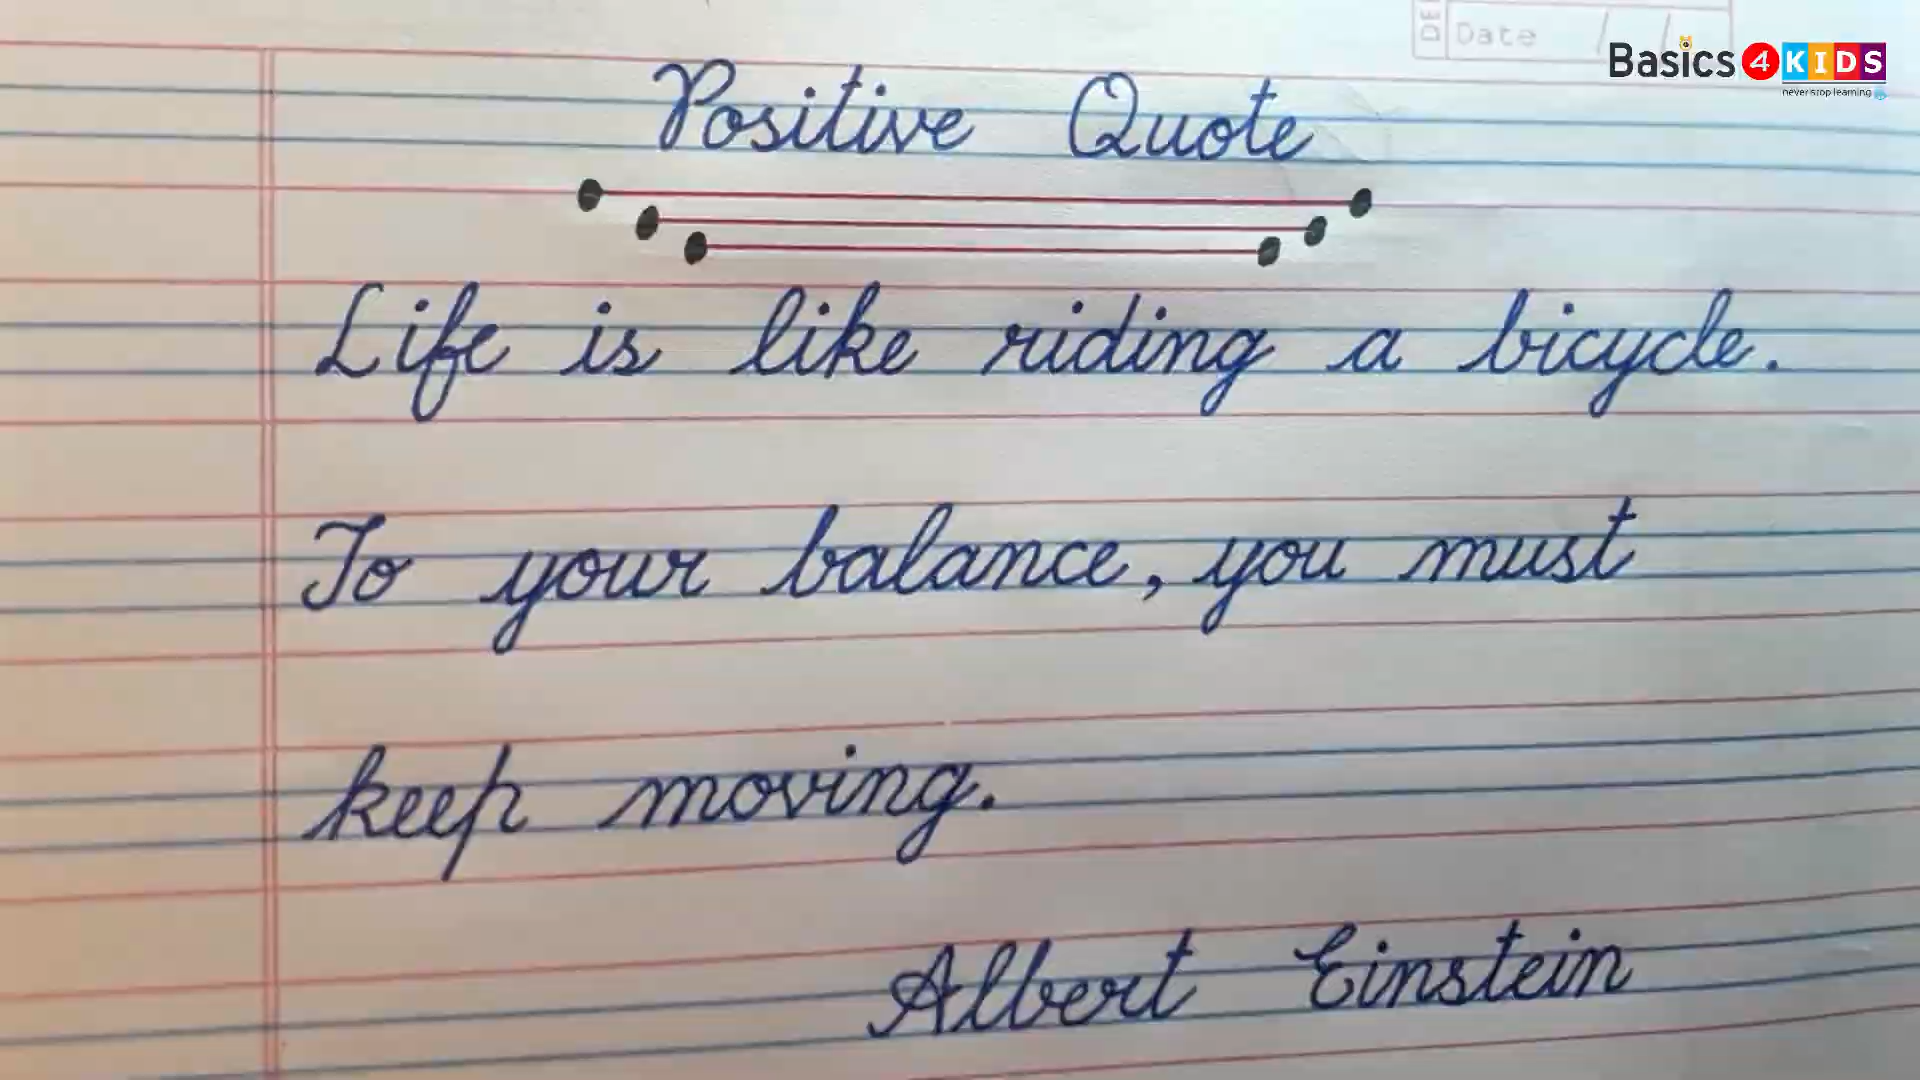 DE
Date / /
Basics 4 KIDS
never stop learning
Positive Quote
Life is like riding a bicycle.
To your balance, you must
keep moving.
Albert Einstein